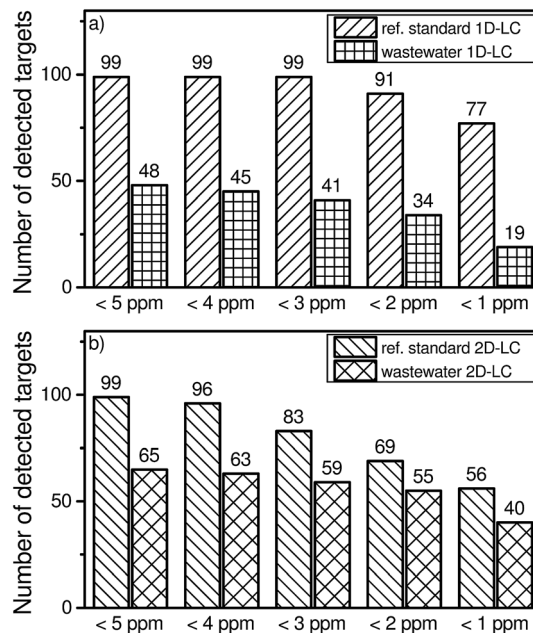 a)
ref. standard 1D-LC
wastewater 1D-LC
Number of detected targets
100
50
0
99 99 99 91 77
48 45 41 34 19
< 5 ppm < 4 ppm < 3 ppm < 2 ppm < 1 ppm
b)
ref. standard 2D-LC
wastewater 2D-LC
Number of detected targets
100
50
0
99 96 83 69 56
65 63 59 55 40
< 5 ppm < 4 ppm < 3 ppm < 2 ppm < 1 ppm